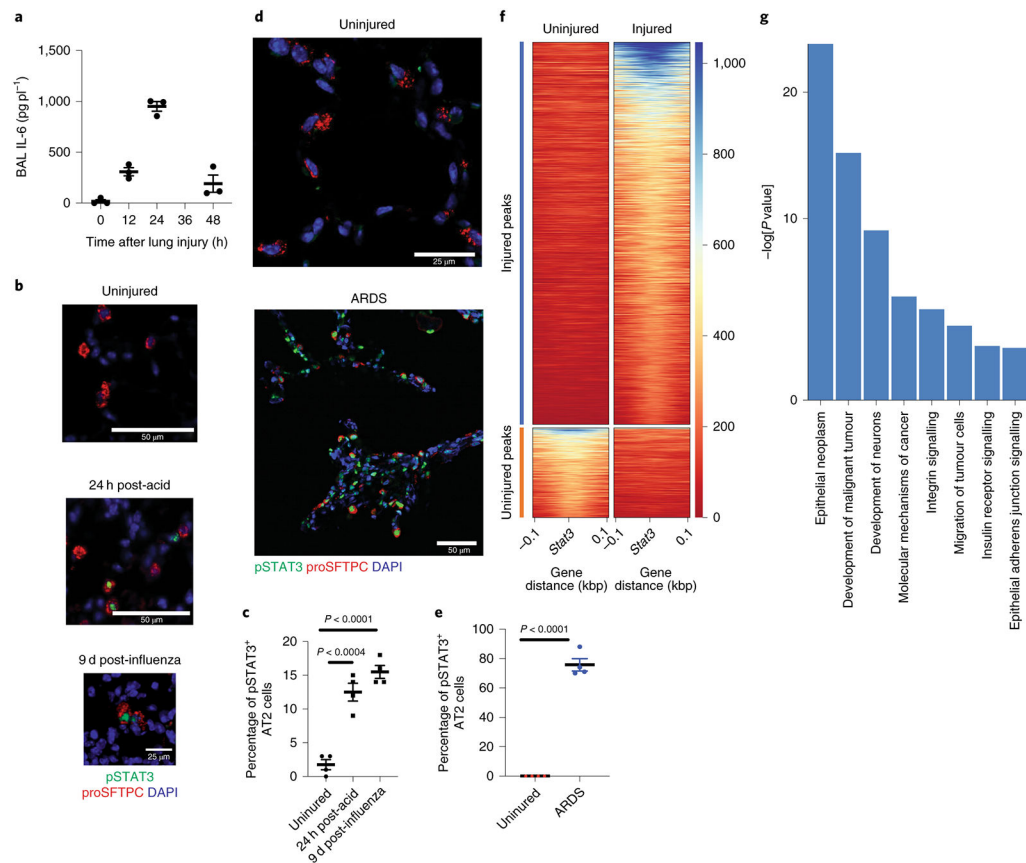 a
BAL IL-6 (pg pl−1)
1,500
1,000
500
0
0 12 24 36 48
Time after lung injury (h)
b
Uninjured
50 μm
24 h post-acid
50 μm
9 d post-influenza
25 μm
pSTAT3
proSFTPC DAPI
d
Uninjured
25 μm
ARDS
50 μm
pSTAT3 proSFTPC DAPI
c
Percentage of pSTAT3+
AT2 cells
P < 0.0001
P < 0.0004
20
15
10
5
0
Uninured
24 h post-acid
9 d post-influenza
e
Percentage of pSTAT3+
AT2 cells
P < 0.0001
100
80
60
40
20
0
Uninured
ARDS
f
Uninjured Injured
Injured peaks
Uninjured peaks
1,000
800
600
400
200
0
−0.1 Stat3 0.1
−0.1 Stat3 0.1
Gene
distance (kbp)
Gene
distance (kbp)
g
−log[P value]
20
10
0
Epithelial neoplasm
Development of malignant tumour
Development of neurons
Molecular mechanisms of cancer
Integrin signalling
Migration of tumour cells
Insulin receptor signalling
Epithelial adherens junction signalling